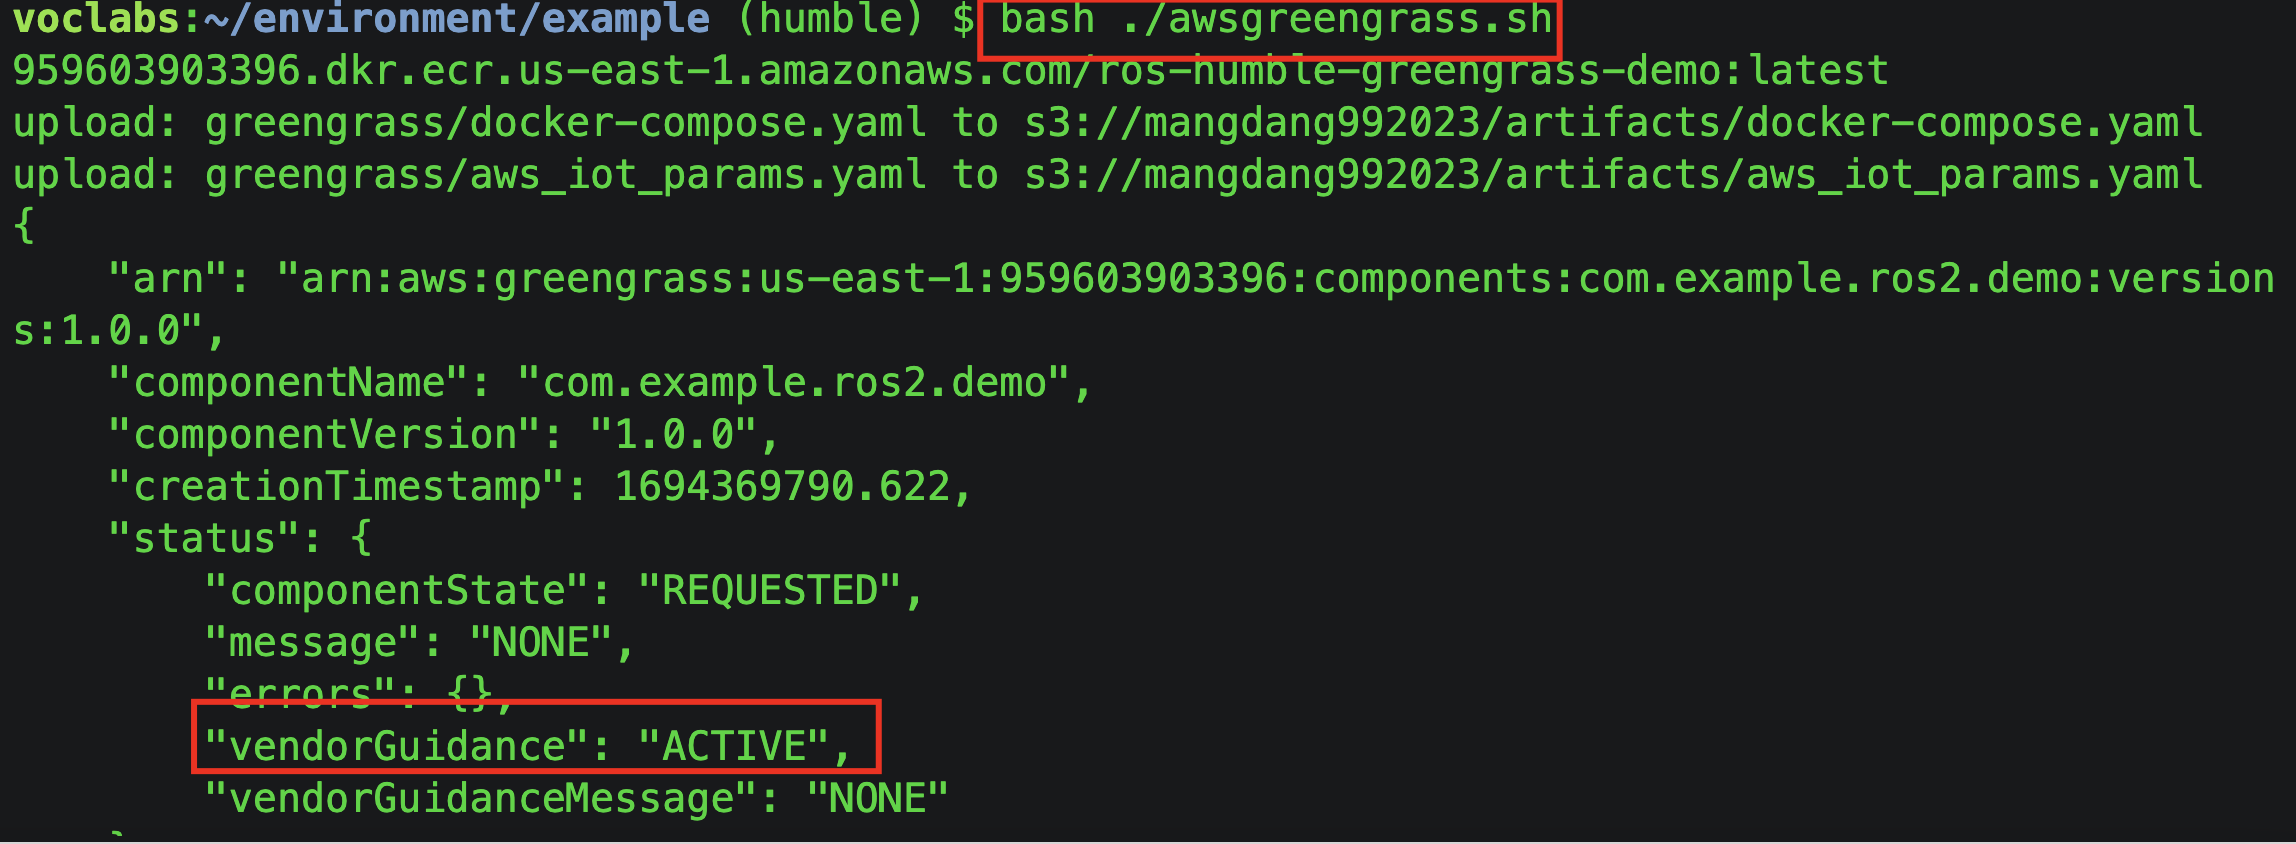 voclabs:~/environment/example (humble) $ bash ./awsgreengrass.sh
959603903396.dkr.ecr.us-east-1.amazonaws.com/ros-humble-greengrass-demo:latest
upload: greengrass/docker-compose.yaml to s3://mangdang992023/artifacts/docker-compose.yaml
upload: greengrass/aws_iot_params.yaml to s3://mangdang992023/artifacts/aws_iot_params.yaml
{
    "arn": "arn:aws:greengrass:us-east-1:959603903396:components:com.example.ros2.demo:version
s:1.0.0",
    "componentName": "com.example.ros2.demo",
    "componentVersion": "1.0.0",
    "creationTimestamp": 1694369790.622,
    "status": {
        "componentState": "REQUESTED",
        "message": "NONE",
        "errors": {},
        "vendorGuidance": "ACTIVE",
        "vendorGuidanceMessage": "NONE"
    }